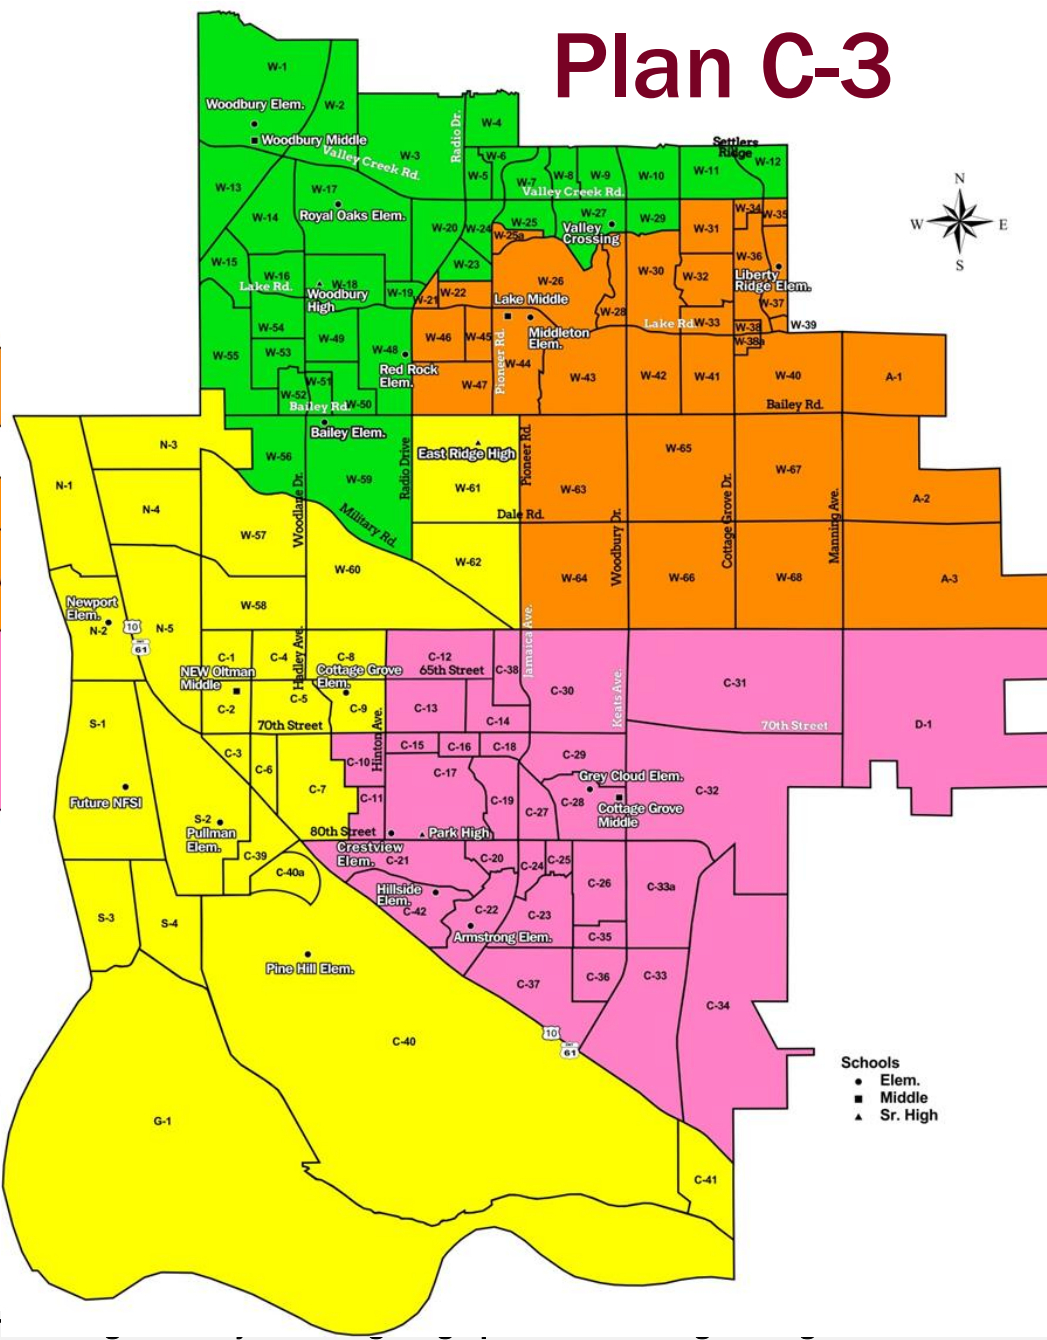 Plan C-3
W-1
Woodbury Elem.
W-2
Woodbury Middle
Radio Dr.
W-4
Valley Creek Rd.
W-3
W-6
Settlers
Ridge
W-12
W-13
W-17
W-5
W-7
W-8
W-9
W-10
W-11
Valley Creek Rd.
N
W
E
S
W-14
Royal Oaks Elem.
W-20
W-24
W-25
W-25a
W-27
Valley
Crossing
W-29
W-31
W-34
W-35
W-15
W-16
Lake Rd.
W-18
Woodbury
High
W-19
W-23
W-21
W-22
W-26
W-30
W-32
W-36
Liberty
Ridge Elem.
W-37
Lake Middle
Middleton
Elem.
W-28
Lake Rd.
W-33
W-38
W-38a
W-39
W-54
W-55
W-53
W-49
W-48
Red Rock
Elem.
W-46
W-45
Pioneer Rd.
W-44
W-47
W-43
W-42
W-41
W-40
A-1
W-52
W-51
W-50
Bailey Rd.
Bailey Rd.
Bailey Elem.
N-3
N-1
N-4
W-56
W-59
Woodlane Dr.
Radio Drive
Military Rd.
East Ridge High
W-61
Pioneer Rd.
Dale Rd.
W-63
W-65
W-67
A-2
Woodbury Dr.
Cottage Grove Dr.
Manning Ave.
W-57
W-60
W-62
W-64
W-66
W-68
A-3
W-58
Newport
Elem.
N-2
10
61
N-5
C-1
C-4
Hadley Ave.
C-8
C-12
65th Street
C-38
Jamaica Ave.
NEW Oltman
Middle
Cottage Grove
Elem.
C-2
C-5
C-9
C-13
C-14
C-30
Keats Ave.
C-31
S-1
70th Street
70th Street
D-1
Hinton Ave.
C-3
C-6
C-7
C-10
C-11
C-15
C-16
C-18
C-17
C-29
Grey Cloud Elem.
C-19
C-27
C-28
Cottage Grove
Middle
C-32
Future NFSI
S-2
Pullman
Elem.
80th Street
Park High
Crestview
Elem.
C-21
C-39
C-40a
C-20
C-24
C-25
C-26
C-33a
Hillside
Elem.
C-42
C-22
C-23
Armstrong Elem.
C-35
S-3
S-4
Pine Hill Elem.
C-37
C-36
C-33
C-34
C-40
10
61
Schools
Elem.
Middle
Sr. High
G-1
C-41